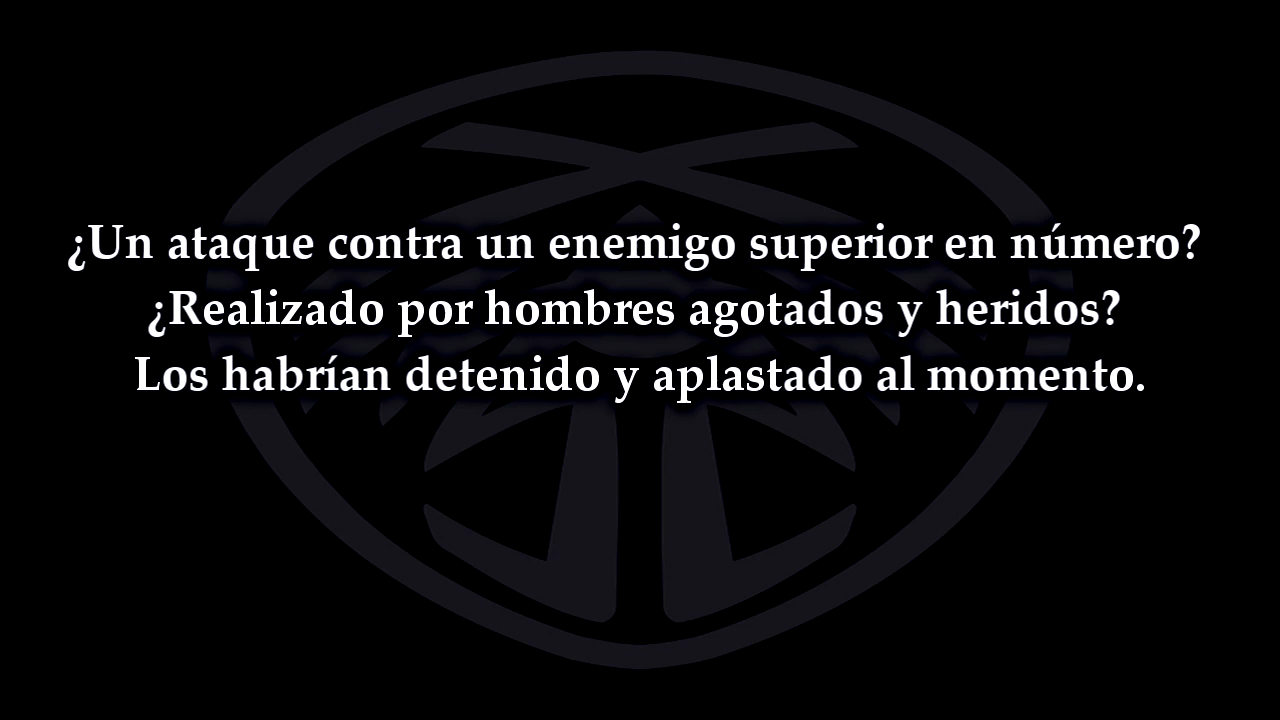 ¿Un ataque contra un enemigo superior en número?
¿Realizado por hombres agotados y heridos?
Los habrían detenido y aplastado al momento.